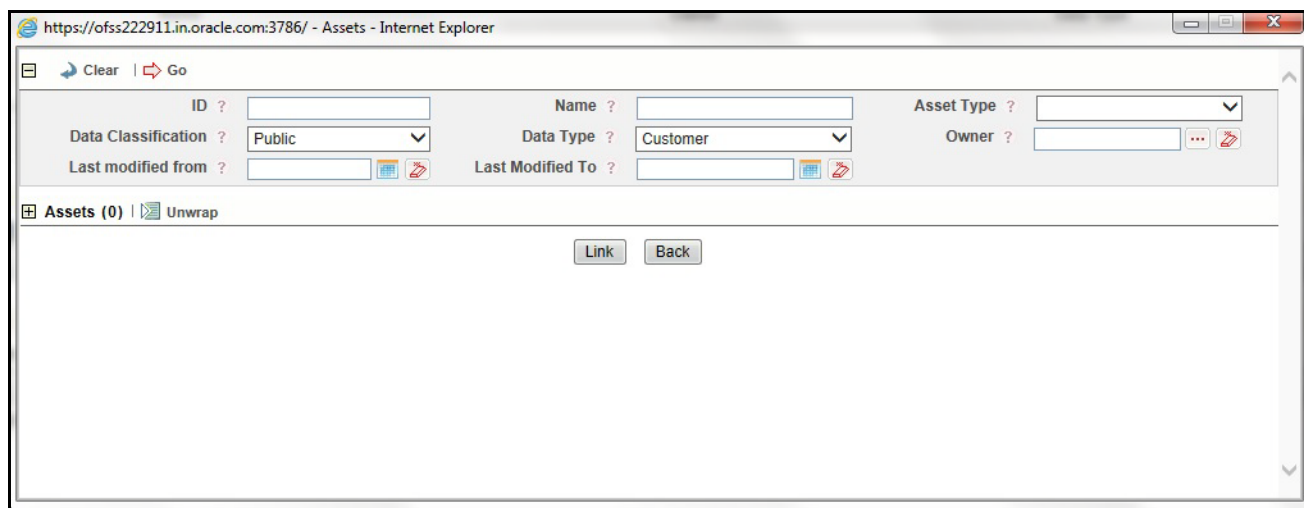 https://ofss222911.in.oracle.com:3786/ - Assets - Internet Explorer
Clear | Go
ID ? Name ? Asset Type ?
Data Classification ? Public Data Type ? Customer Owner ? ...
Last modified from ? Last Modified To ?
Assets (0) | Unwrap
Link Back